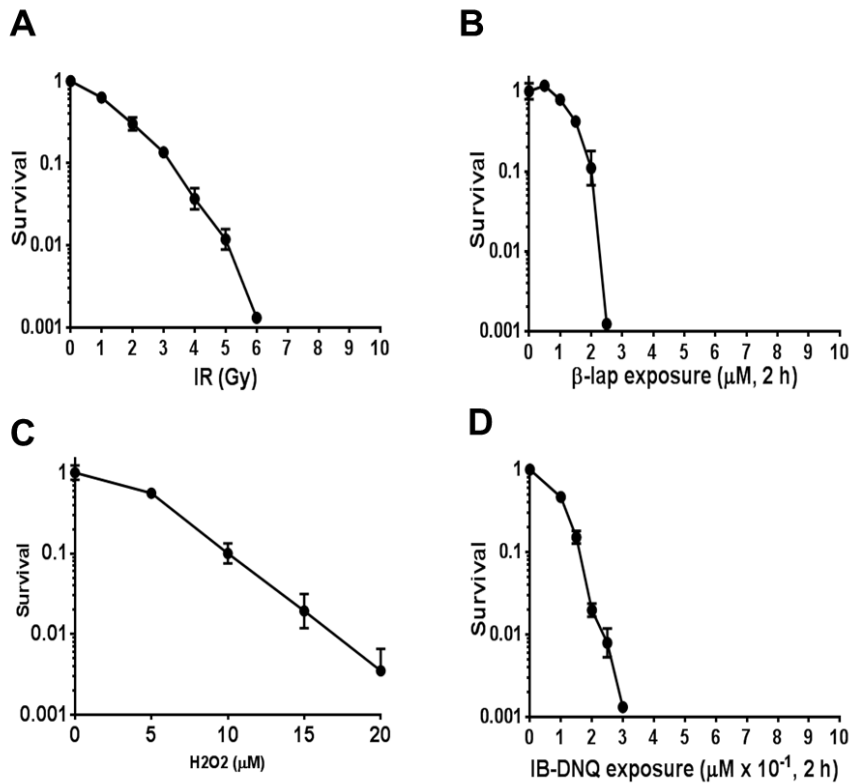 A
1
0.1
0.01
0.001
Survival
0 1 2 3 4 5 6 7 8 9 10
IR (Gy)
B
1
0.1
0.01
0.001
Survival
0 1 2 3 4 5 6 7 8 9 10
β-lap exposure (μM, 2 h)
C
1
0.1
0.01
0.001
Survival
0 5 10 15 20
H2O2 (μM)
D
1
0.1
0.01
0.001
Survival
0 1 2 3 4 5 6 7 8 9 10
IB-DNQ exposure (μM x 10⁻¹, 2 h)